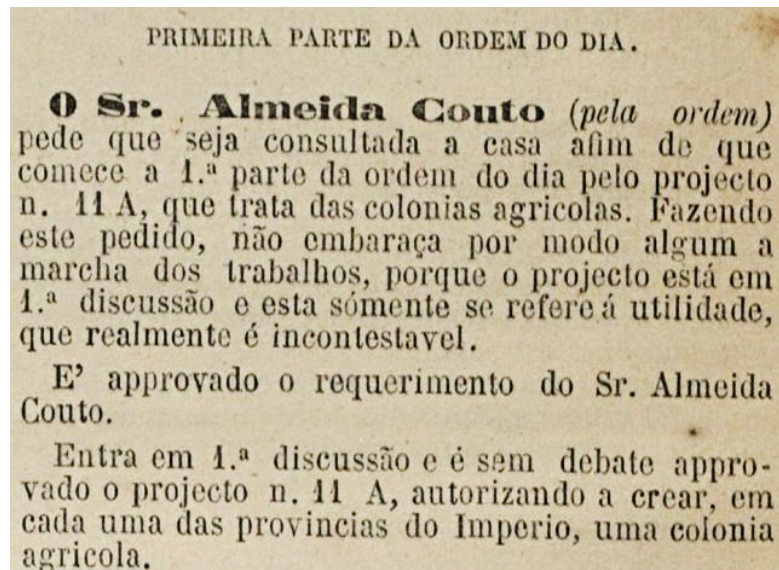 PRIMEIRA PARTE DA ORDEM DO DIA.
O Sr. Almeida Couto (pela ordem)
pede que seja consultada a casa afim de que
comece a 1.ª parte da ordem do dia pelo projecto
n. 11 A, que trata das colonias agricolas. Fazendo
este pedido, não embaraça por modo algum a
marcha dos trabalhos, porque o projecto está em
1.ª discussão e esta sómente se refere á utilidade,
que realmente é incontestavel.
E' approvado o requerimento do Sr. Almeida
Couto.
Entra em 1.ª discussão e é sem debate appro-
vado o projecto n. 11 A, autorizando a crear, em
cada uma das provincias do Imperio, uma colonia
agricola.